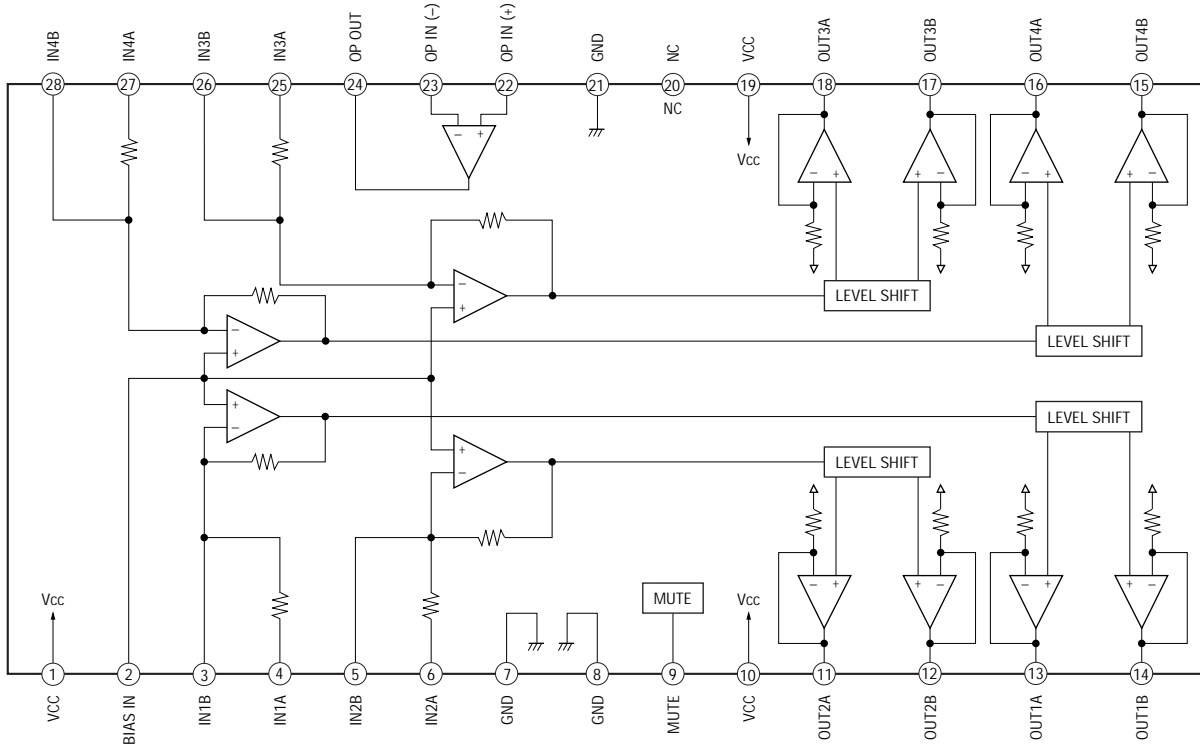 IN4B IN4A IN3B IN3A OP OUT OP IN (–) OP IN (+) GND NC VCC OUT3A OUT3B OUT4A OUT4B
28 27 26 25 24 23 22 21 20 19 18 17 16 15
NC
– +
Vcc
– + + – – + + –
LEVEL SHIFT
–
+
LEVEL SHIFT
–
+
+
–
LEVEL SHIFT
+
–
LEVEL SHIFT
– + + – – + + –
Vcc MUTE Vcc
1 2 3 4 5 6 7 8 9 10 11 12 13 14
VCC BIAS IN IN1B IN1A IN2B IN2A GND GND MUTE VCC OUT2A OUT2B OUT1A OUT1B